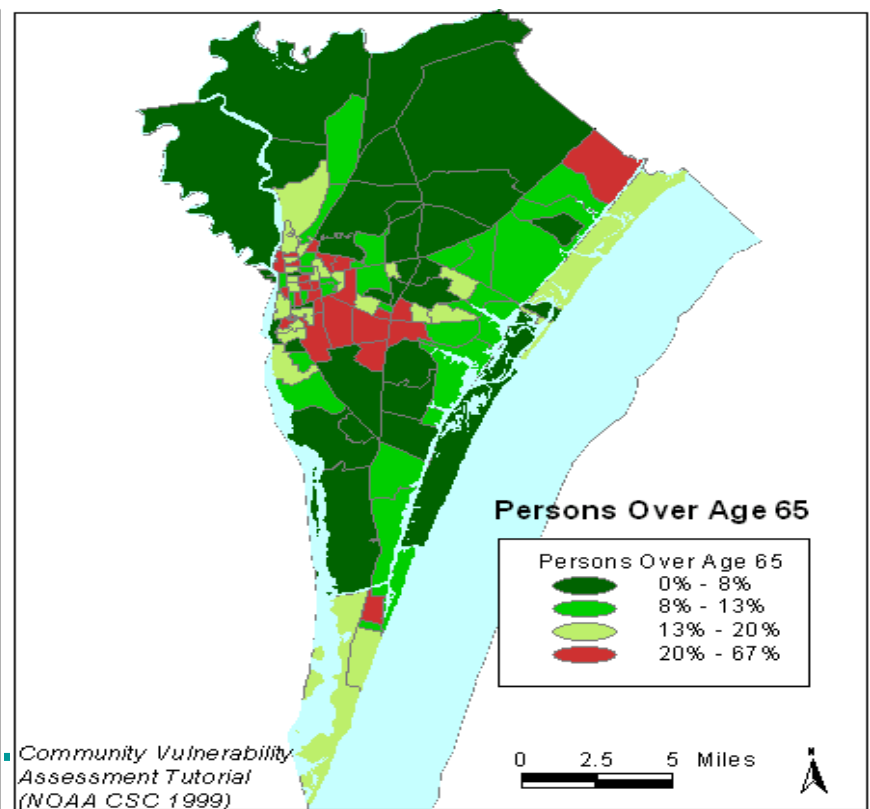 Persons Over Age 65
Persons Over Age 65
0% - 8%
8% - 13%
13% - 20%
20% - 67%
Community Vulnerability
Assessment Tutorial
(NOAA CSC 1999)
0 2.5 5 Miles
N